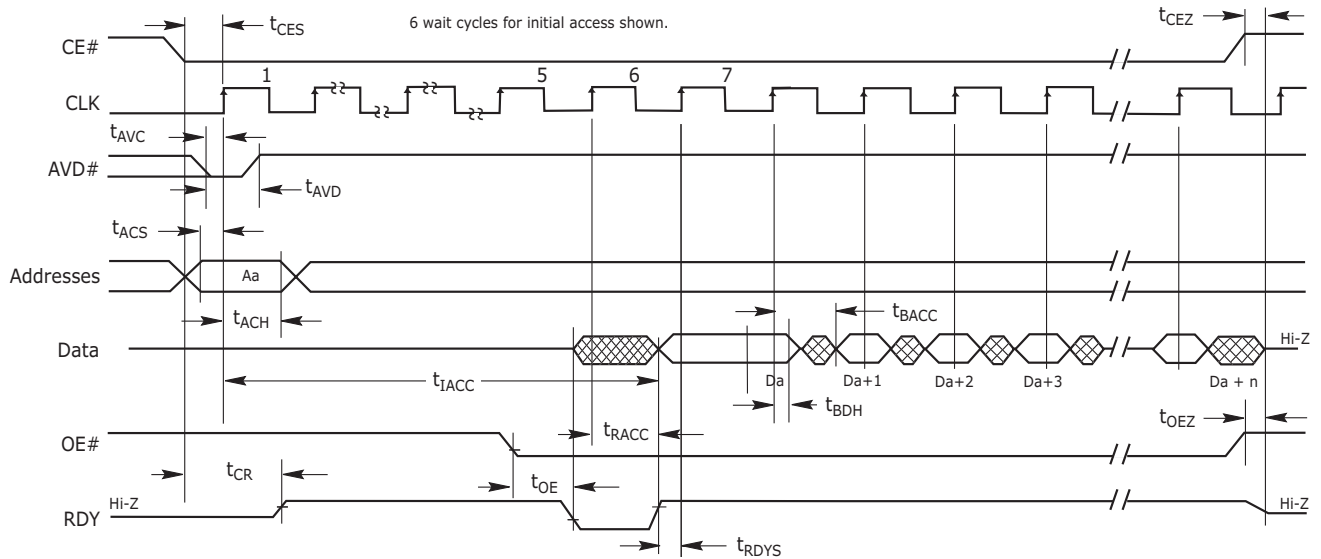 tCES
6 wait cycles for initial access shown.
tCEZ
CE#
1
5
6
7
CLK
tAVC
AVD#
tAVD
tACS
Addresses
Aa
tACH
tBACC
Data
Hi-Z
Da
Da+1
Da+2
Da+3
Da + n
tIACC
tBDH
tRACC
tOEZ
OE#
tCR
tOE
Hi-Z
RDY
Hi-Z
tRDYS